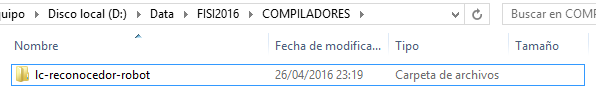 quipo ▸ Disco local (D:) ▸ Data ▸ FISI2016 ▸ COMPILADORES ▸ Buscar en COMP
Nombre Fecha de modifica... Tipo Tamaño
lc-reconocedor-robot 26/04/2016 23:19 Carpeta de archivos